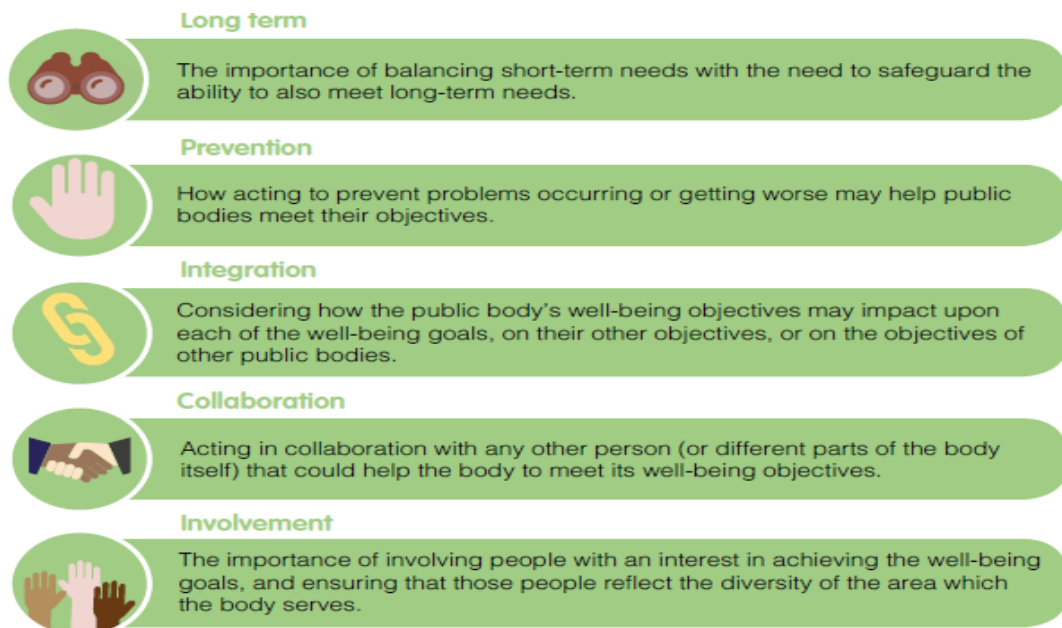 Long term
The importance of balancing short-term needs with the need to safeguard the
ability to also meet long-term needs.
Prevention
How acting to prevent problems occurring or getting worse may help public
bodies meet their objectives.
Integration
Considering how the public body's well-being objectives may impact upon
each of the well-being goals, on their other objectives, or on the objectives of
other public bodies.
Collaboration
Acting in collaboration with any other person (or different parts of the body
itself) that could help the body to meet its well-being objectives.
Involvement
The importance of involving people with an interest in achieving the well-being
goals, and ensuring that those people reflect the diversity of the area which
the body serves.